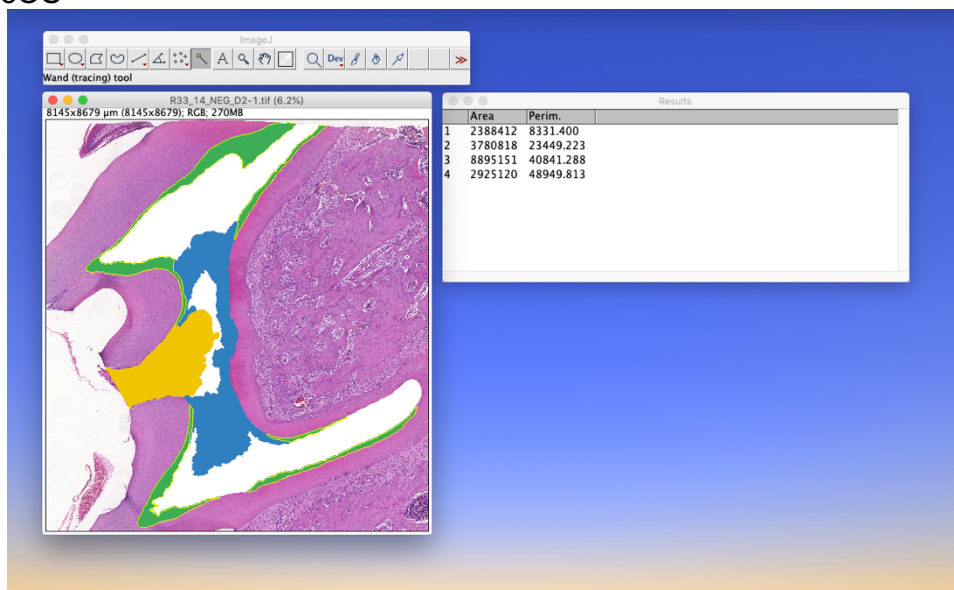 ImageJ
A
Dev
>>
Wand (tracing) tool
R33_14_NEG_D2-1.tif (6.2%)
8145x8679 µm (8145x8679); RGB; 270MB
Results
Area Perim.
1 2388412 8331.400
2 3780818 23449.223
3 8895151 40841.288
4 2925120 48949.813